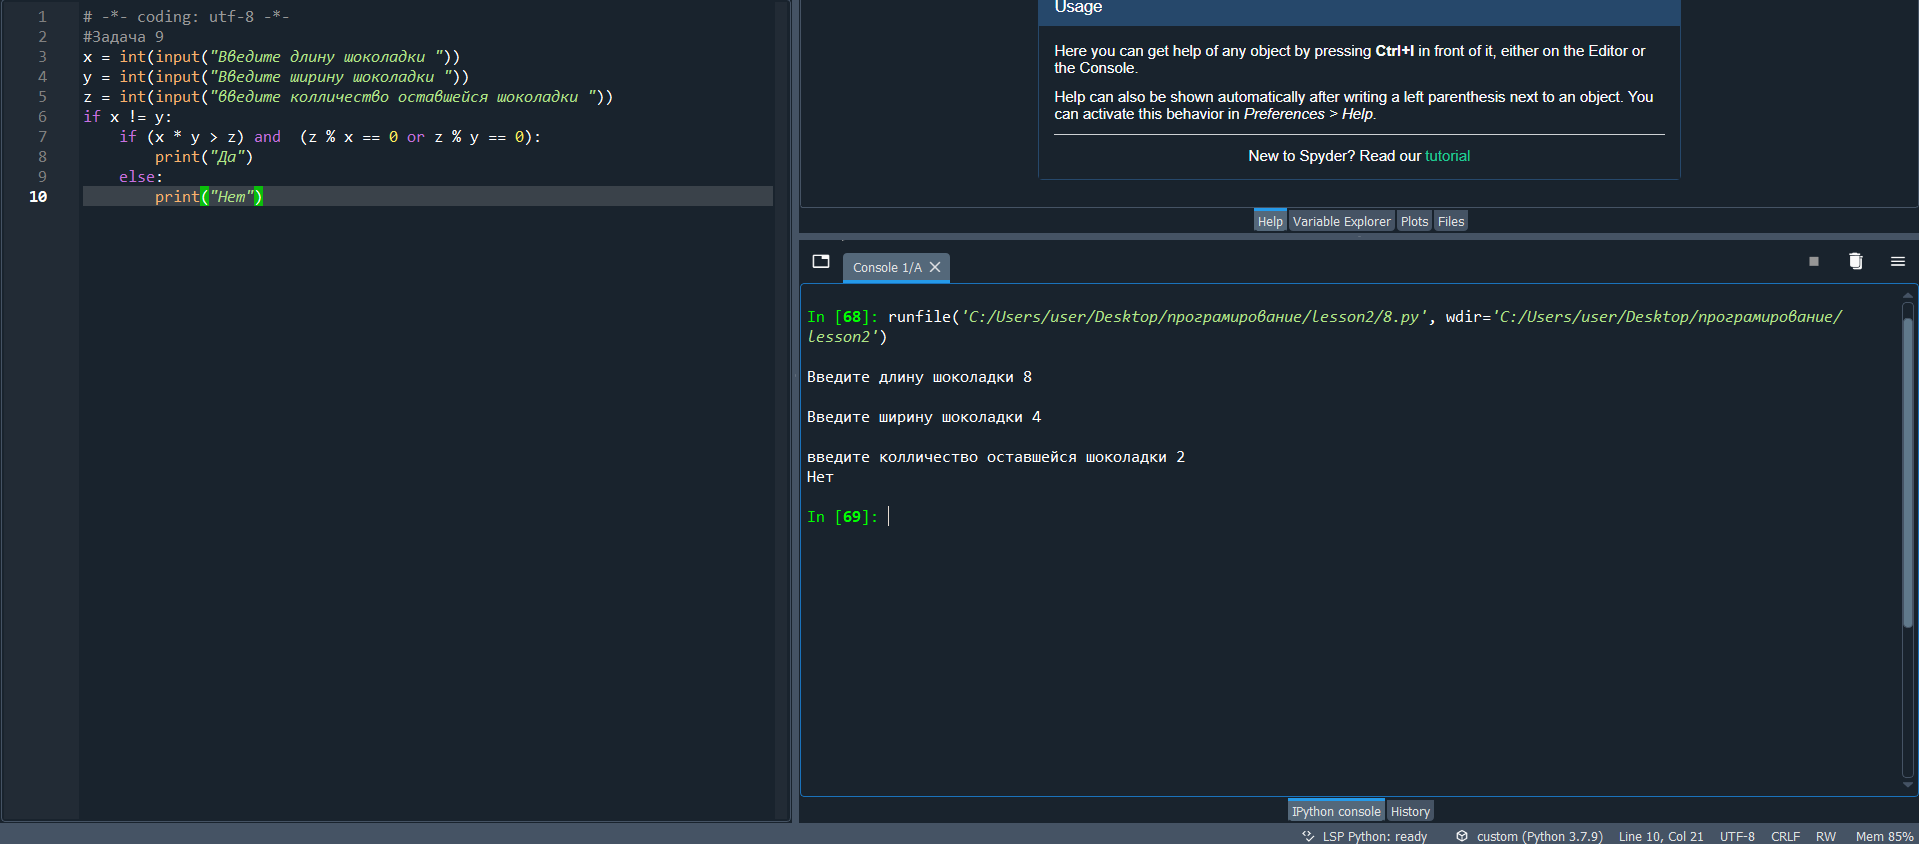 1 # -*- coding: utf-8 -*-
2 #Задача 9
3 x = int(input("Введите длину шоколадки "))
4 y = int(input("Введите ширину шоколадки "))
5 z = int(input("введите колличество оставшейся шоколадки "))
6 if x != y:
7 if (x * y > z) and  (z % x == 0 or z % y == 0):
8 print("Да")
9 else:
10 print("Нет")
Usage
Here you can get help of any object by pressing Ctrl+I in front of it, either on the Editor or
the Console.
Help can also be shown automatically after writing a left parenthesis next to an object. You
can activate this behavior in Preferences > Help.
New to Spyder? Read our tutorial
Help Variable Explorer Plots Files
Console 1/A
In [68]: runfile('C:/Users/user/Desktop/програмирование/lesson2/8.py', wdir='C:/Users/user/Desktop/програмирование/
lesson2')
Введите длину шоколадки 8
Введите ширину шоколадки 4
введите колличество оставшейся шоколадки 2
Нет
In [69]:
IPython console History
LSP Python: ready custom (Python 3.7.9) Line 10, Col 21 UTF-8 CRLF RW Mem 85%